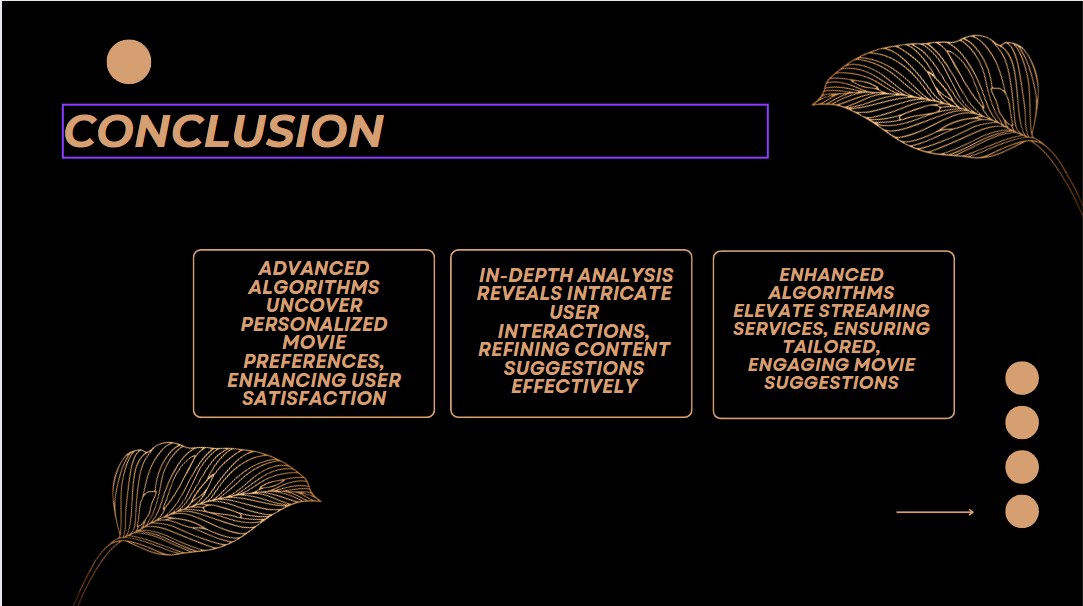 CONCLUSION
ADVANCED
ALGORITHMS
UNCOVER
PERSONALIZED
MOVIE
PREFERENCES,
ENHANCING USER
SATISFACTION
IN-DEPTH ANALYSIS
REVEALS INTRICATE
USER
INTERACTIONS,
REFINING CONTENT
SUGGESTIONS
EFFECTIVELY
ENHANCED
ALGORITHMS
ELEVATE STREAMING
SERVICES, ENSURING
TAILORED,
ENGAGING MOVIE
SUGGESTIONS